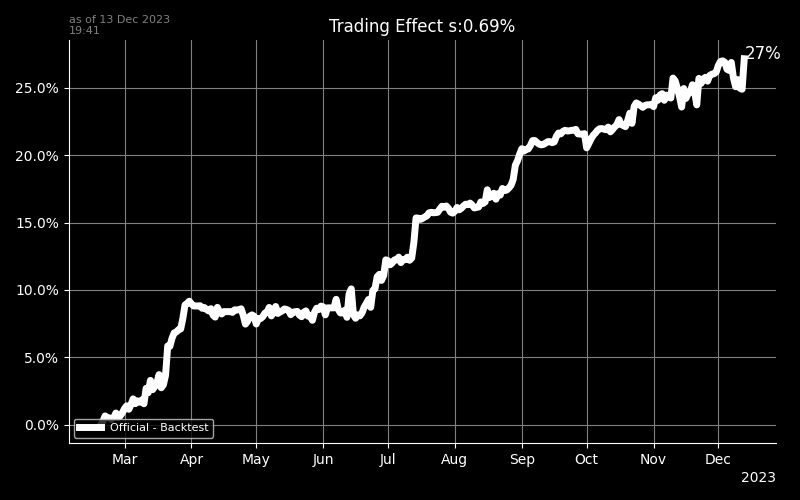 as of 13 Dec 2023
19:41
Trading Effect s:0.69%
27%
25.0%
20.0%
15.0%
10.0%
5.0%
0.0%
Official - Backtest
Mar Apr May Jun Jul Aug Sep Oct Nov Dec
2023